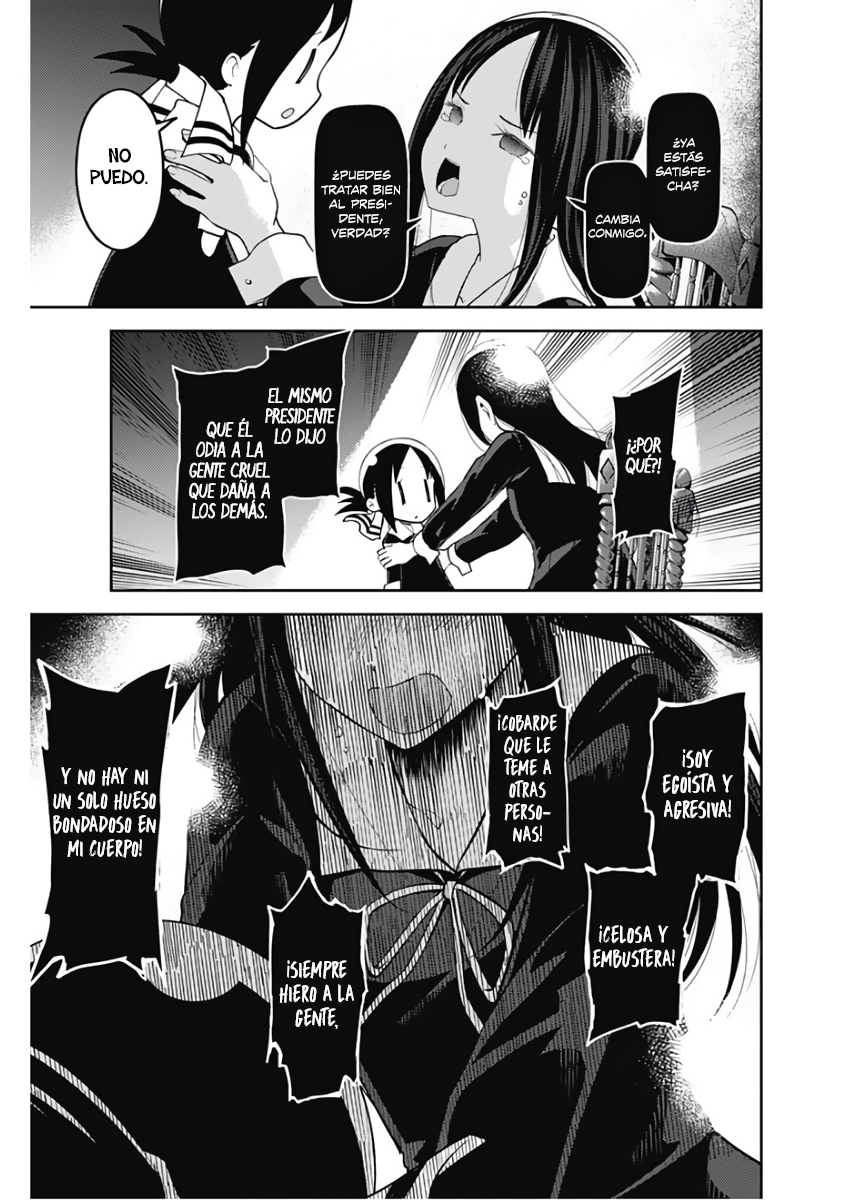 ¿YA
ESTÁS
SATISFE-
CHA?
CAMBIA
CONMIGO.
¿PUEDES
TRATAR BIEN
AL PRESI-
DENTE,
VERDAD?
NO
PUEDO.
¡¿POR
QUÉ?!
EL MISMO
PRESIDENTE
LO DIJO
QUE ÉL
ODIA A LA
GENTE CRUEL
QUE DAÑA A
LOS DEMÁS.
¡SOY
EGOÍSTA Y
AGRESIVA!
¡COBARDE
QUE LE
TEME A
OTRAS
PERSO-
NAS!
¡CELOSA Y
EMBUSTERA!
¡SIEMPRE
HIERO A LA
GENTE,
Y NO HAY NI
UN SOLO HUESO
BONDADOSO EN
MI CUERPO!